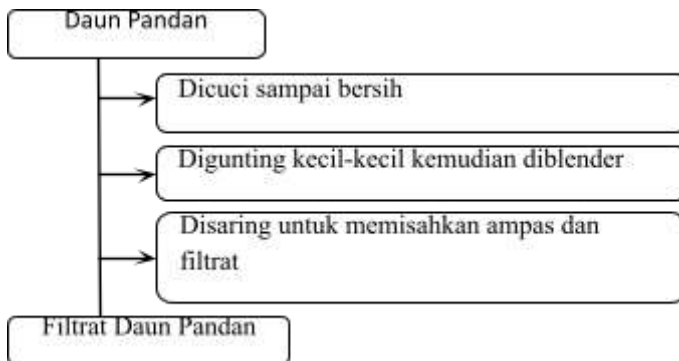 Daun Pandan
Dicuci sampai bersih
Digunting kecil-kecil kemudian diblender
Disaring untuk memisahkan ampas dan
filtrat
Filtrat Daun Pandan